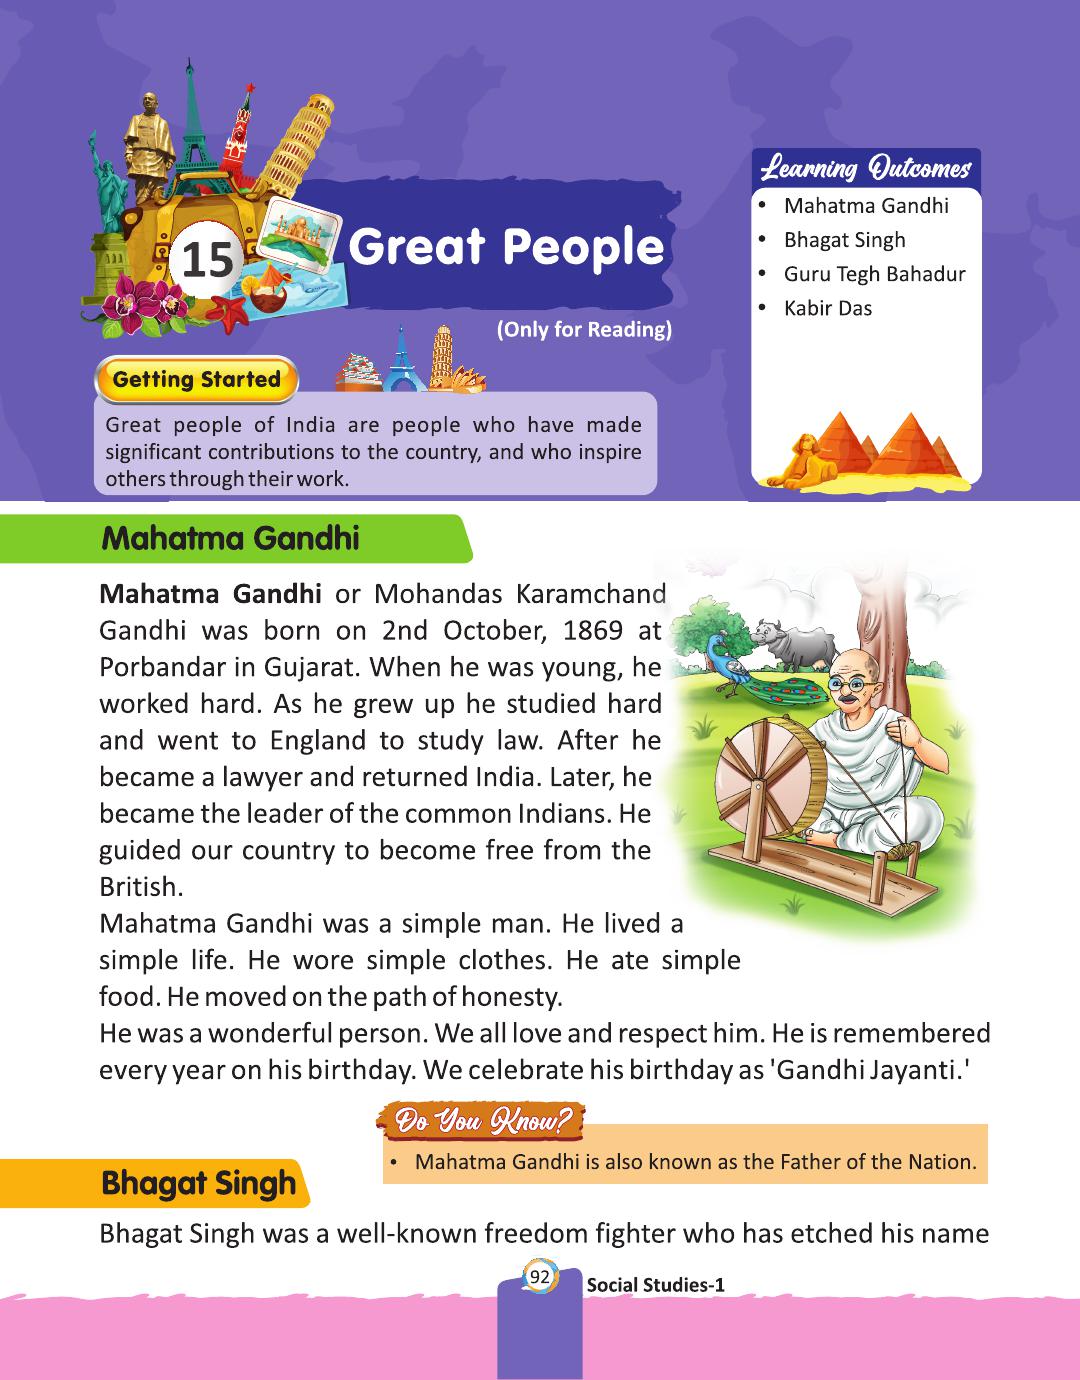 15
Great People
(Only for Reading)
Learning Outcomes
• Mahatma Gandhi
• Bhagat Singh
• Guru Tegh Bahadur
• Kabir Das
Getting Started
Great people of India are people who have made
significant contributions to the country, and who inspire
others through their work.
Mahatma Gandhi
Mahatma Gandhi or Mohandas Karamchand
Gandhi was born on 2nd October, 1869 at
Porbandar in Gujarat. When he was young, he
worked hard. As he grew up he studied hard
and went to England to study law. After he
became a lawyer and returned India. Later, he
became the leader of the common Indians. He
guided our country to become free from the
British.
Mahatma Gandhi was a simple man. He lived a
simple life. He wore simple clothes. He ate simple
food. He moved on the path of honesty.
He was a wonderful person. We all love and respect him. He is remembered
every year on his birthday. We celebrate his birthday as 'Gandhi Jayanti.'
Do You Know?
• Mahatma Gandhi is also known as the Father of the Nation.
Bhagat Singh
Bhagat Singh was a well-known freedom fighter who has etched his name
92
Social Studies-1